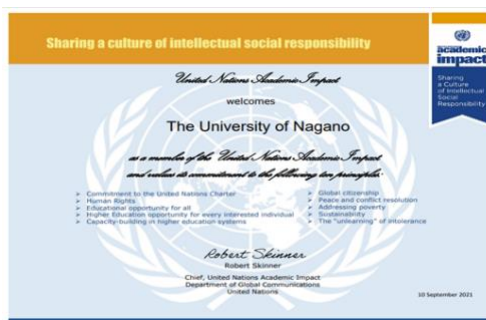 Sharing a culture of intellectual social responsibility
academic
impact
Sharing
a Culture
of Intellectual
Social
Responsibility
United Nations Academic Impact
welcomes
The University of Nagano
as a member of the United Nations Academic Impact
and values its commitment to the following ten principles:
➢ Commitment to the United Nations Charter
➢ Human Rights
➢ Educational opportunity for all
➢ Higher Education opportunity for every interested individual
➢ Capacity-building in higher education systems
➢ Global citizenship
➢ Peace and conflict resolution
➢ Addressing poverty
➢ Sustainability
➢ The "unlearning" of intolerance
Robert Skinner
Robert Skinner
Chief, United Nations Academic Impact
Department of Global Communications
United Nations
10 September 2021